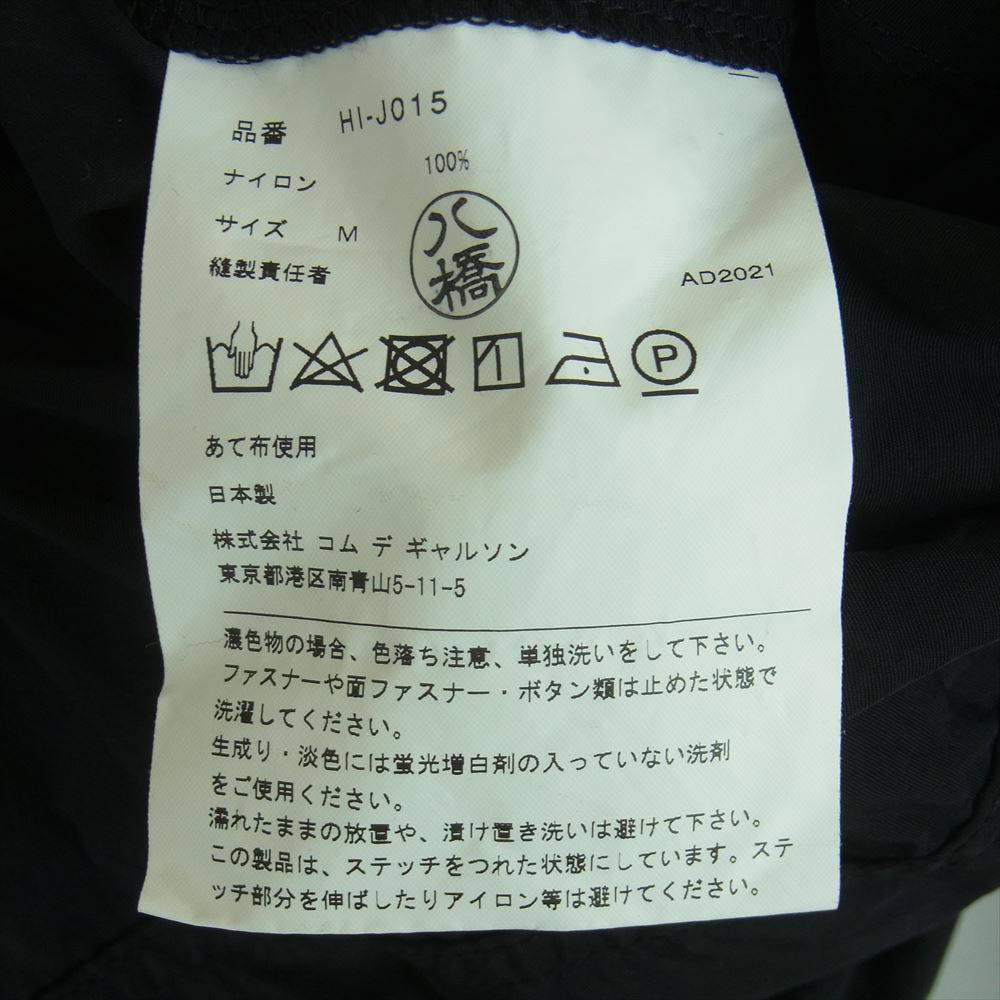 品番 HI-J015
ナイロン 100%
サイズ M
八橋
縫製責任者 AD2021
P
あて布使用
日本製
株式会社 コム デ ギャルソン
東京都港区南青山5-11-5
濃色物の場合、色落ち注意、単独洗いをして下さい。
ファスナーや面ファスナー・ボタン類は止めた状態で
洗濯してください。
生成り・淡色には蛍光増白剤の入っていない洗剤
をご使用ください。
濡れたままの放置や、漬け置き洗いは避けて下さい。
この製品は、ステッチをつれた状態にしています。ステ
ッチ部分を伸ばしたりアイロン等は避けてください。